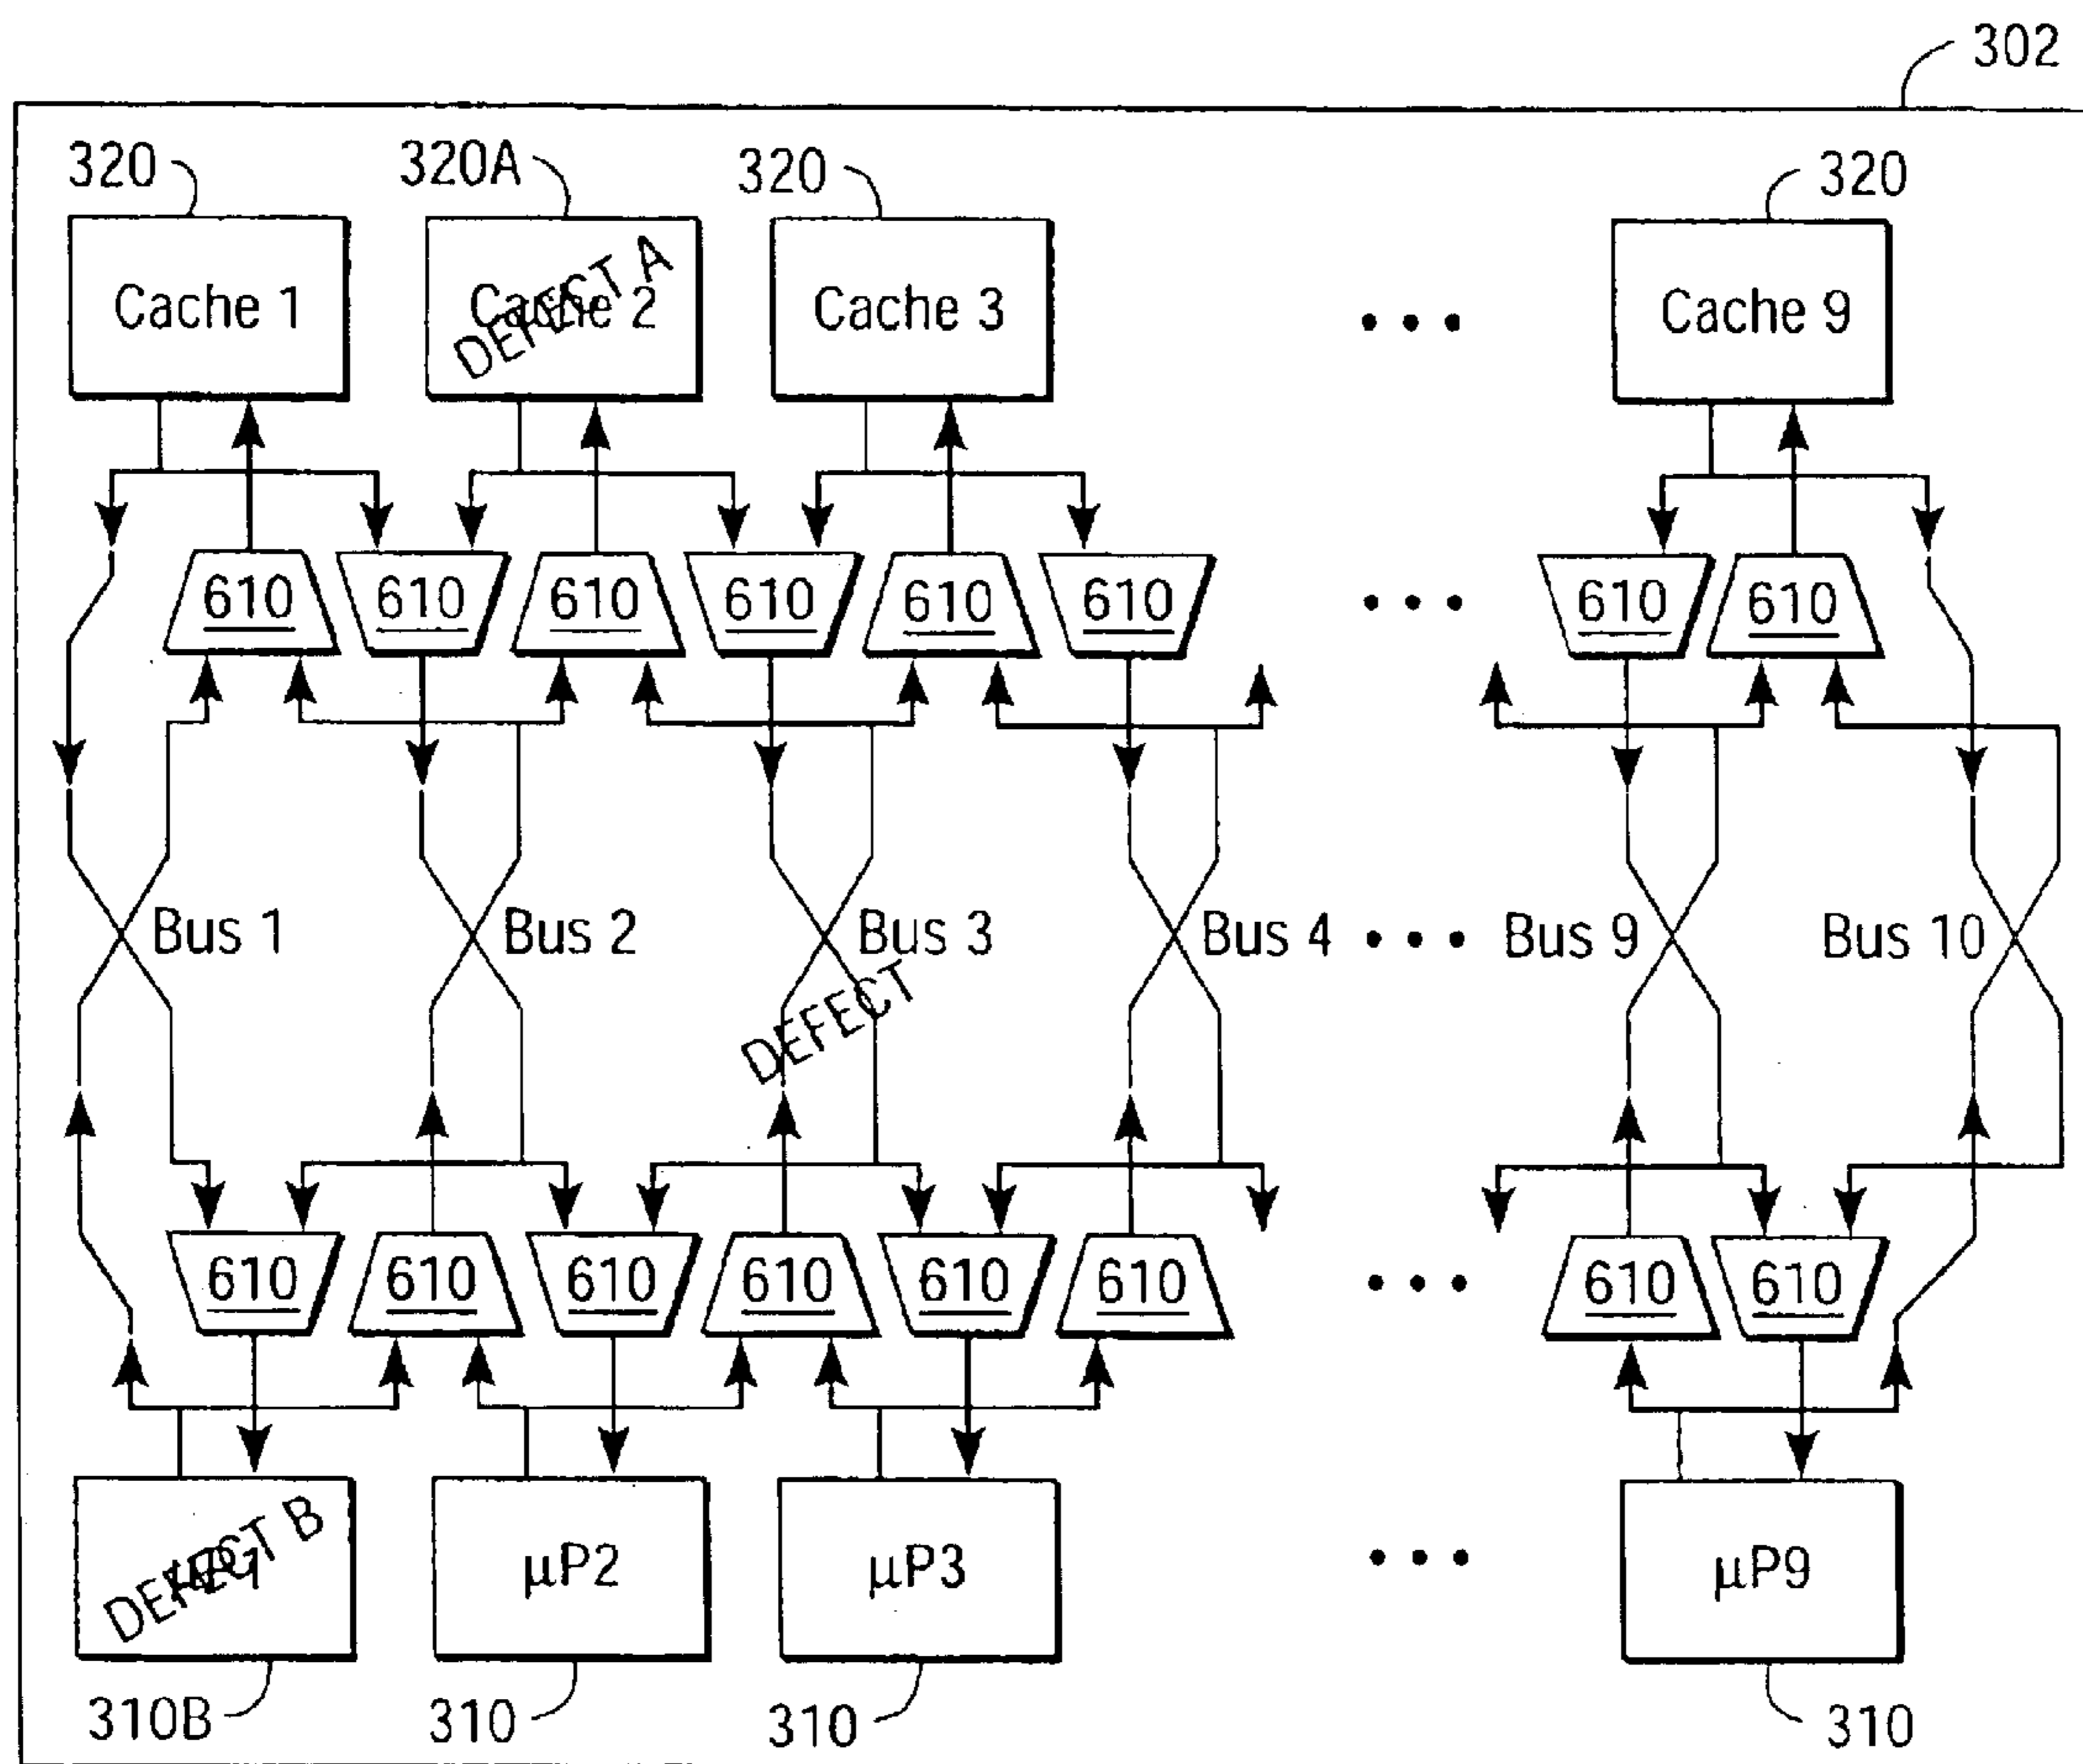 302
320 320A 320 320
Cache 1 Cache 2 Cache 3 • • • Cache 9
DEFECT A
610 610 610 610 610 610 • • • 610 610
Bus 1 Bus 2 Bus 3 Bus 4 • • • Bus 9 Bus 10
DEFECT
610 610 610 610 610 610 • • • 610 610
μP1 μP2 μP3 • • • μP9
DEFECT B
310B 310 310 310